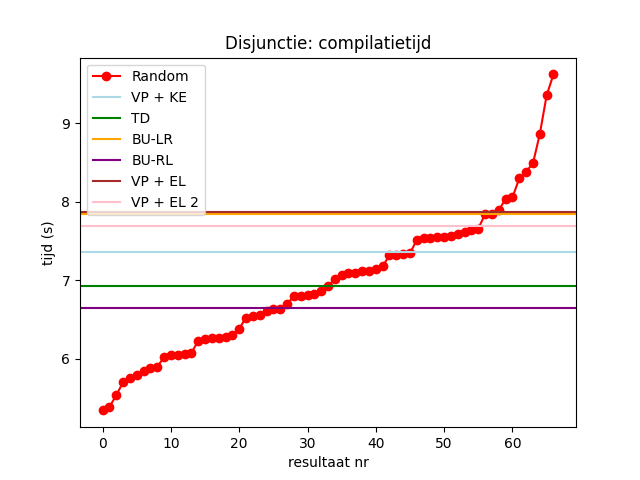 Disjunctie: compilatietijd
Random
VP + KE
TD
BU-LR
BU-RL
VP + EL
VP + EL 2
9
8
7
6
tijd (s)
0 10 20 30 40 50 60
resultaat nr